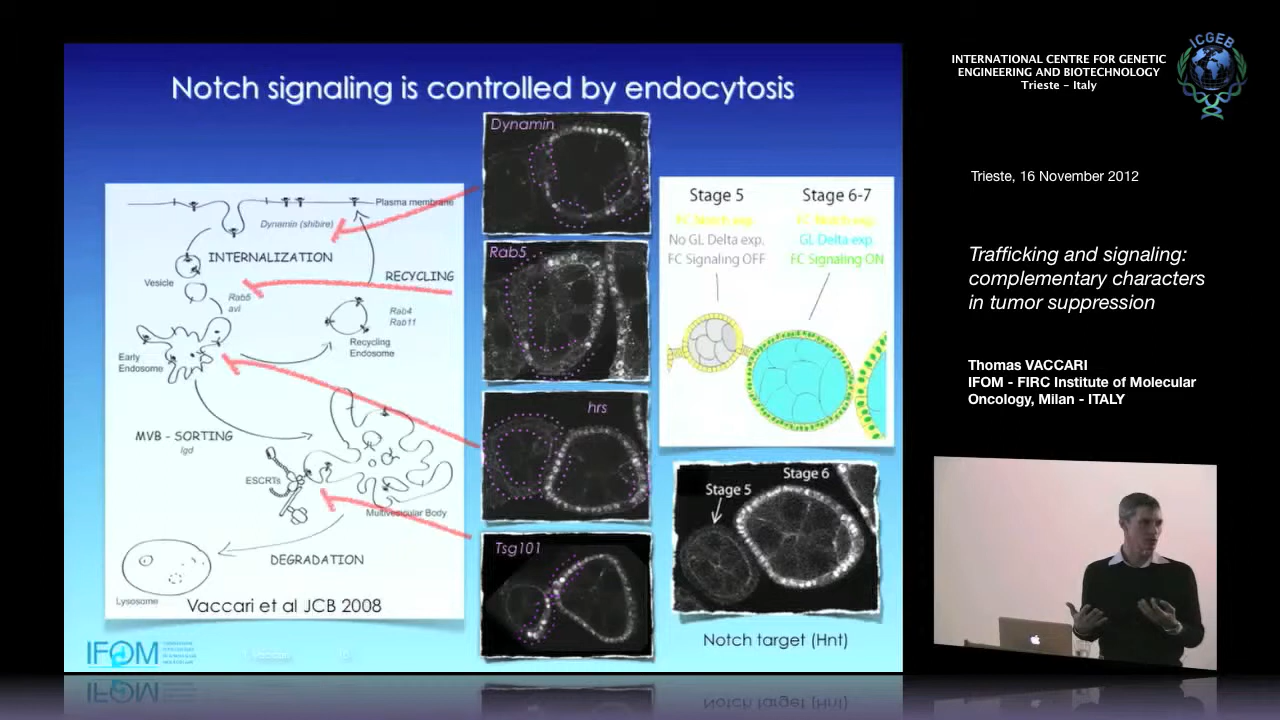 Notch signaling is controlled by endocytosis
Plasma membrane
Dynamin (shibire)
INTERNALIZATION
RECYCLING
Vesicle
Rab5
avl
Rab4
Rab11
Recycling
Endosome
Early
Endosome
MVB - SORTING
lgd
ESCRTs
Multivesicular Body
DEGRADATION
Lysosome
Vaccari et al JCB 2008
Dynamin
Rab5
hrs
Tsg101
Stage 5
FC Notch exp.
No GL Delta exp.
FC Signaling OFF
Stage 6-7
FC Notch exp.
GL Delta exp.
FC Signaling ON
Stage 5
Stage 6
Notch target (Hnt)
IFOM
INTERNATIONAL CENTRE FOR GENETIC
ENGINEERING AND BIOTECHNOLOGY
Trieste - Italy
ICGEB
Trieste, 16 November 2012
Trafficking and signaling:
complementary characters
in tumor suppression
Thomas VACCARI
IFOM - FIRC Institute of Molecular
Oncology, Milan - ITALY